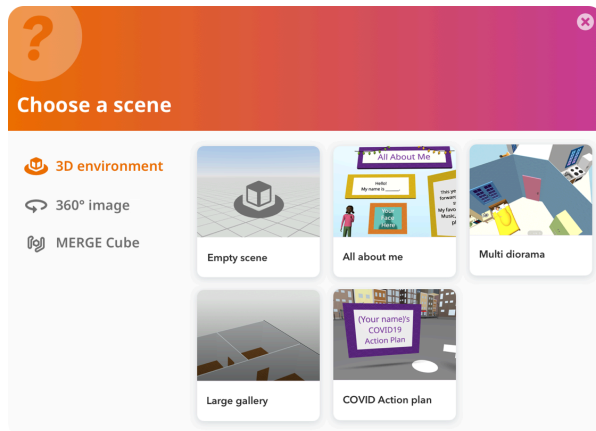 ?
Choose a scene
3D environment
360° image
MERGE Cube
All About Me
Hello!
My name is ______.
Your
Face
Here
This ye
forward
My favo
Music,
pl
Empty scene
All about me
Multi diorama
(Your name)'s
COVID19
Action Plan
Large gallery
COVID Action plan